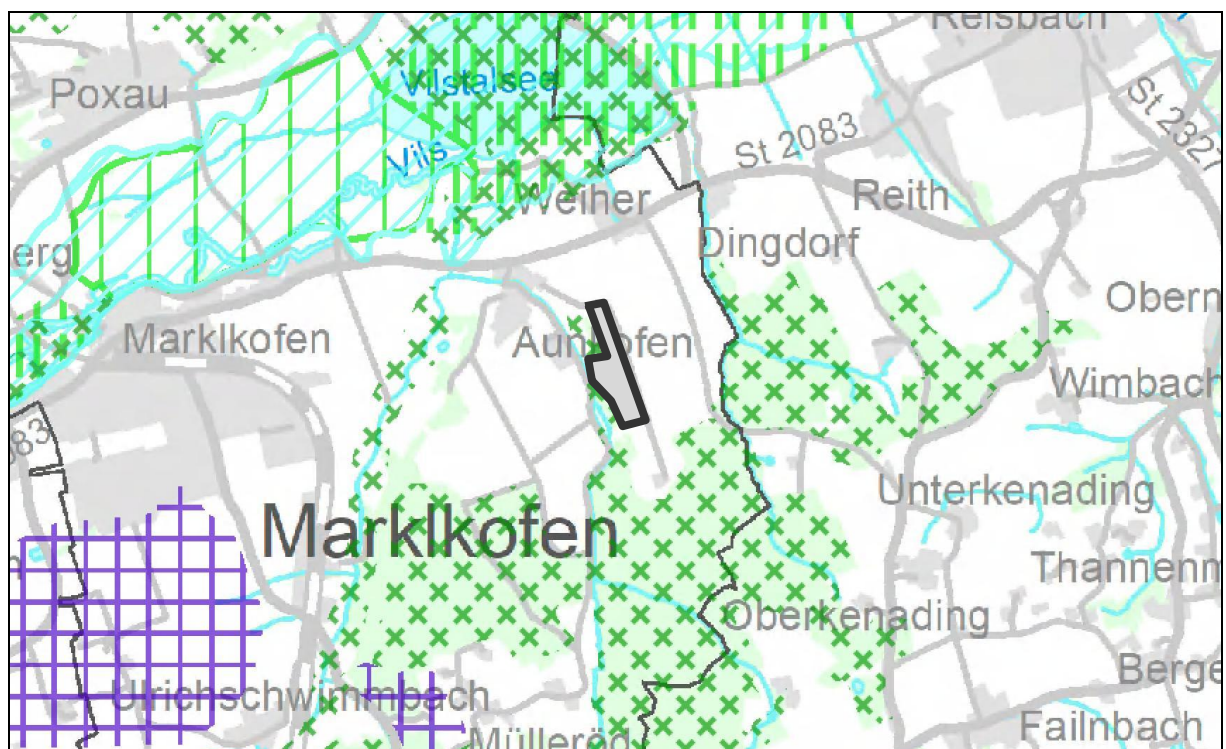 Reisbach
Poxau
Vilstalsee
St 2327
St 2083
Vils
Weiher
Reith
Dingdorf
erg
Obern
Marklkofen
Aunkofen
Wimbach
83
Unterkenading
Marklkofen
Thannenm
Oberkenading
Berge
Ulrichschwimmbach
Failnbach
Mülleröd